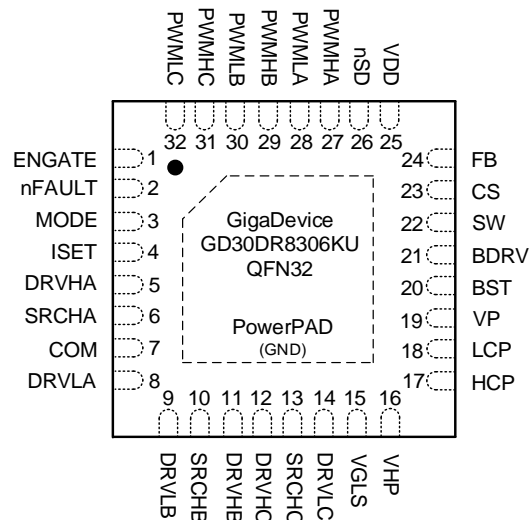 PWMLC
PWMHC
PWMLB
PWMHB
PWMLA
PWMHA
nSD
VDD
32 31 30 29 28 27 26 25
ENGATE 1
nFAULT 2
MODE 3
ISET 4
DRVHA 5
SRCHA 6
COM 7
DRVLA 8
GigaDevice
GD30DR8306KU
QFN32
PowerPAD
(GND)
24 FB
23 CS
22 SW
21 BDRV
20 BST
19 VP
18 LCP
17 HCP
9 10 11 12 13 14 15 16
DRVLB
SRCHB
DRVHB
DRVHC
SRCHC
DRVLC
VGLS
VHP